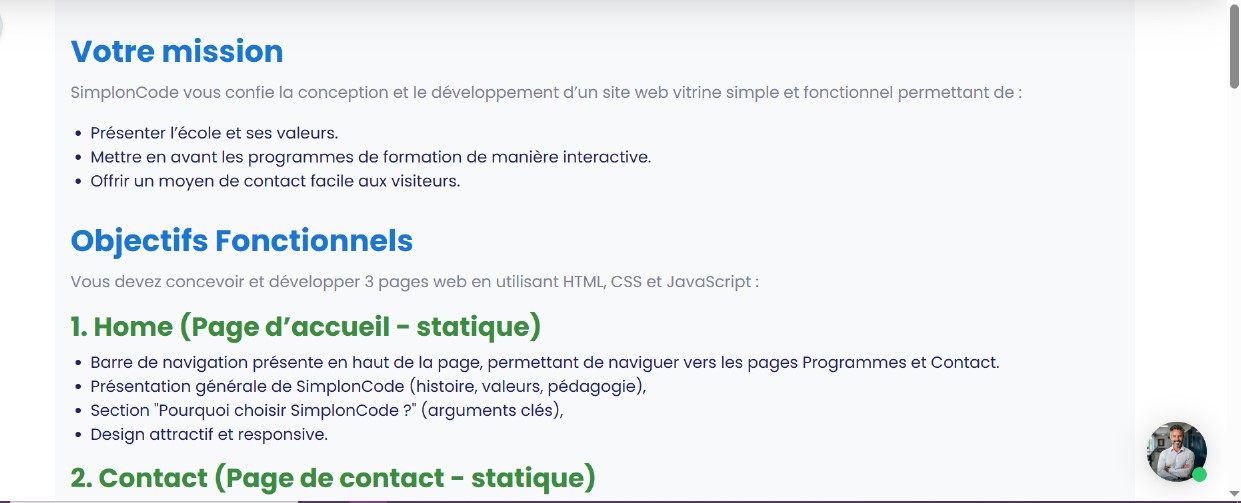 Votre mission
SimplonCode vous confie la conception et le développement d’un site web vitrine simple et fonctionnel permettant de :
• Présenter l’école et ses valeurs.
• Mettre en avant les programmes de formation de manière interactive.
• Offrir un moyen de contact facile aux visiteurs.
Objectifs Fonctionnels
Vous devez concevoir et développer 3 pages web en utilisant HTML, CSS et JavaScript :
1. Home (Page d’accueil - statique)
• Barre de navigation présente en haut de la page, permettant de naviguer vers les pages Programmes et Contact.
• Présentation générale de SimplonCode (histoire, valeurs, pédagogie),
• Section "Pourquoi choisir SimplonCode ?" (arguments clés),
• Design attractif et responsive.
2. Contact (Page de contact - statique)